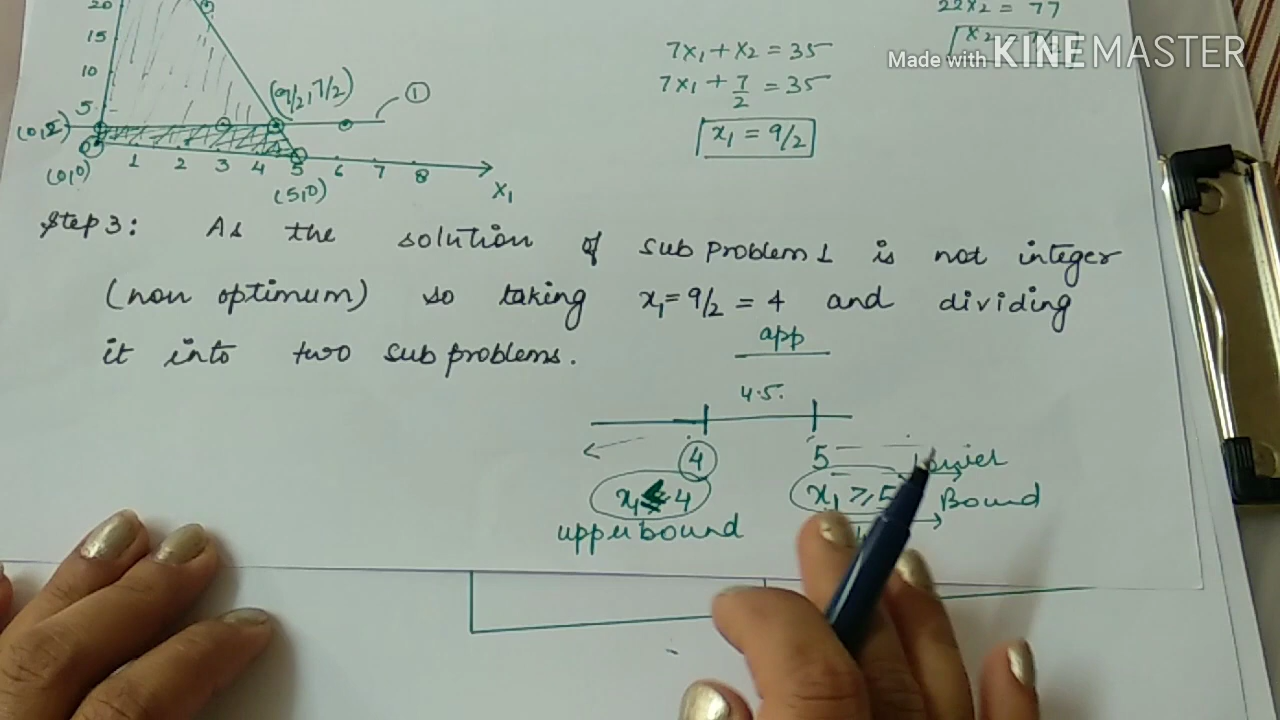 20
15
10
5
(9/2, 7/2)
①
(0,0)
1 2 3 4 5 6 7 8
(5,0)
X₁
22x₂ = 77
x₂ = 7/2
7x₁ + x₂ = 35
7x₁ + 7/2 = 35
x₁ = 9/2
Made with KINEMASTER
Step 3: As the solution of sub problem 1 is not integer
(non optimum) so taking x₁ = 9/2 = 4 and dividing
app
it into two sub problems.
4.5.
4 5
x₁ ≤ 4 x₁ ≥ 5
upper bound
Lower
Bound